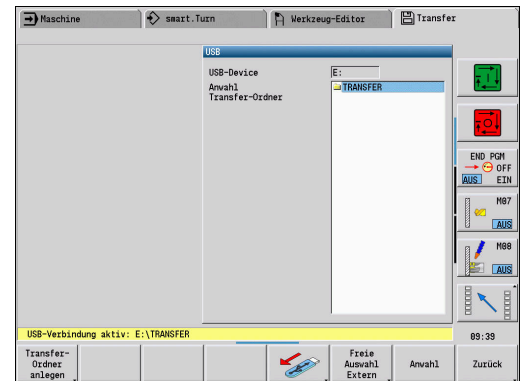 Maschine
smart.Turn
Werkzeug-Editor
Transfer
USB
USB-Device E:
Anwahl TRANSFER
Transfer-Ordner
END PGM
OFF
AUS EIN
M07
AUS
M08
AUS
USB-Verbindung aktiv: E:\TRANSFER
09:39
Transfer-
Ordner
anlegen
Freie
Auswahl
Extern
Anwahl
Zurück